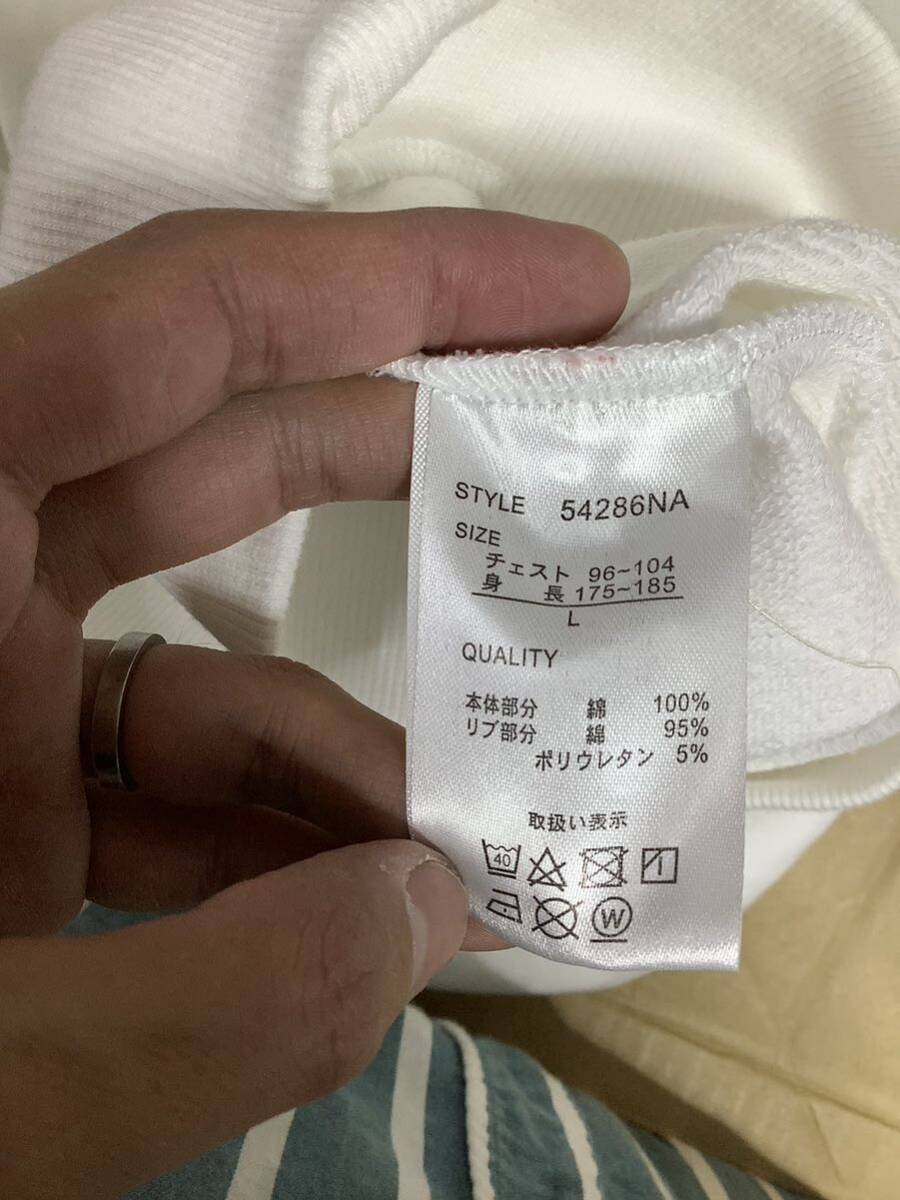 STYLE 54286NA
SIZE
チェスト 96~104
身 長 175~185
L
QUALITY
本体部分 綿 100%
リブ部分 綿 95%
ポリウレタン 5%
取扱い表示
40
W